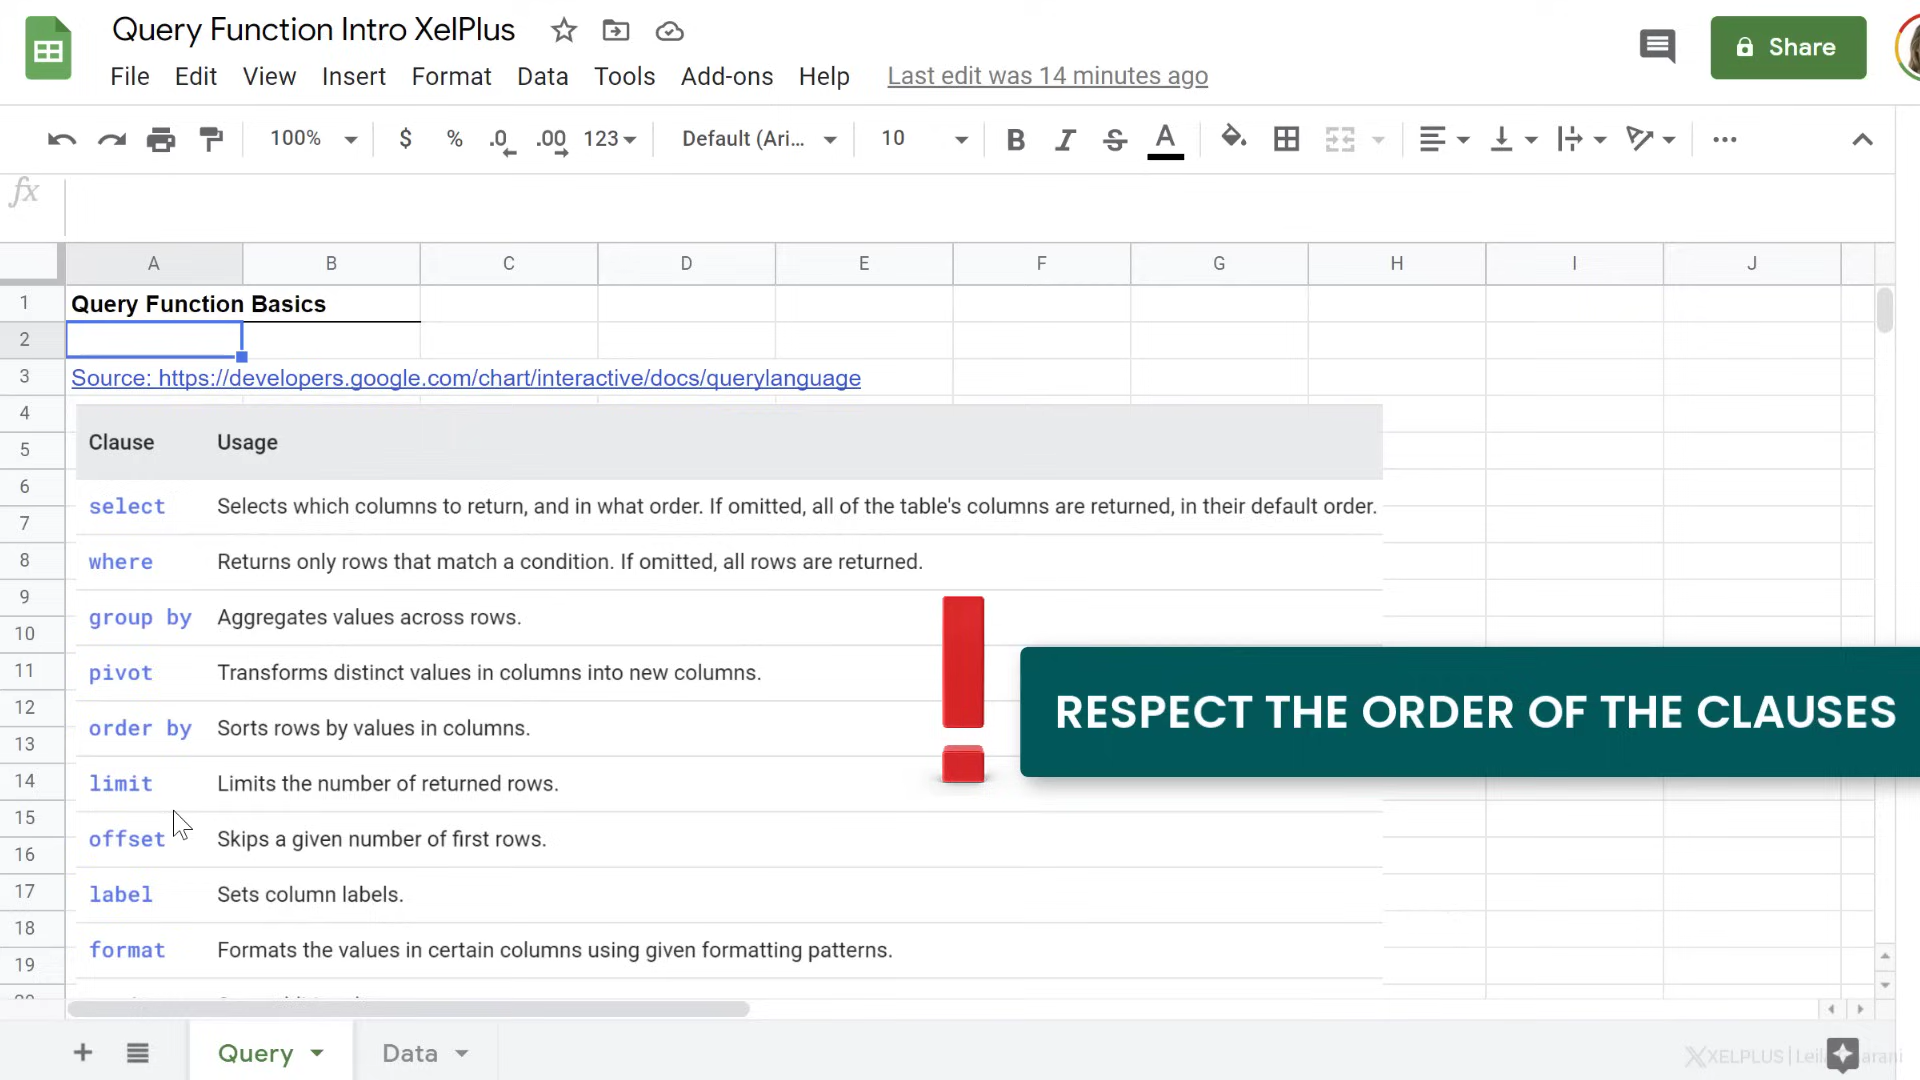 Query Function Intro XelPlus
File Edit View Insert Format Data Tools Add-ons Help Last edit was 14 minutes ago
Share
100% $ % .0 .00 123 Default (Ari... 10 B I S A
fx
A B C D E F G H I J
1 Query Function Basics
2
3 Source: https://developers.google.com/chart/interactive/docs/querylanguage
4
Clause Usage
5
6
select Selects which columns to return, and in what order. If omitted, all of the table's columns are returned, in their default order.
7
8 where Returns only rows that match a condition. If omitted, all rows are returned.
9
group by Aggregates values across rows.
10
11 pivot Transforms distinct values in columns into new columns.
12
RESPECT THE ORDER OF THE CLAUSES
order by Sorts rows by values in columns.
13
14 limit Limits the number of returned rows.
15
offset Skips a given number of first rows.
16
17 label Sets column labels.
18
format Formats the values in certain columns using given formatting patterns.
19
Query Data
XELPLUS